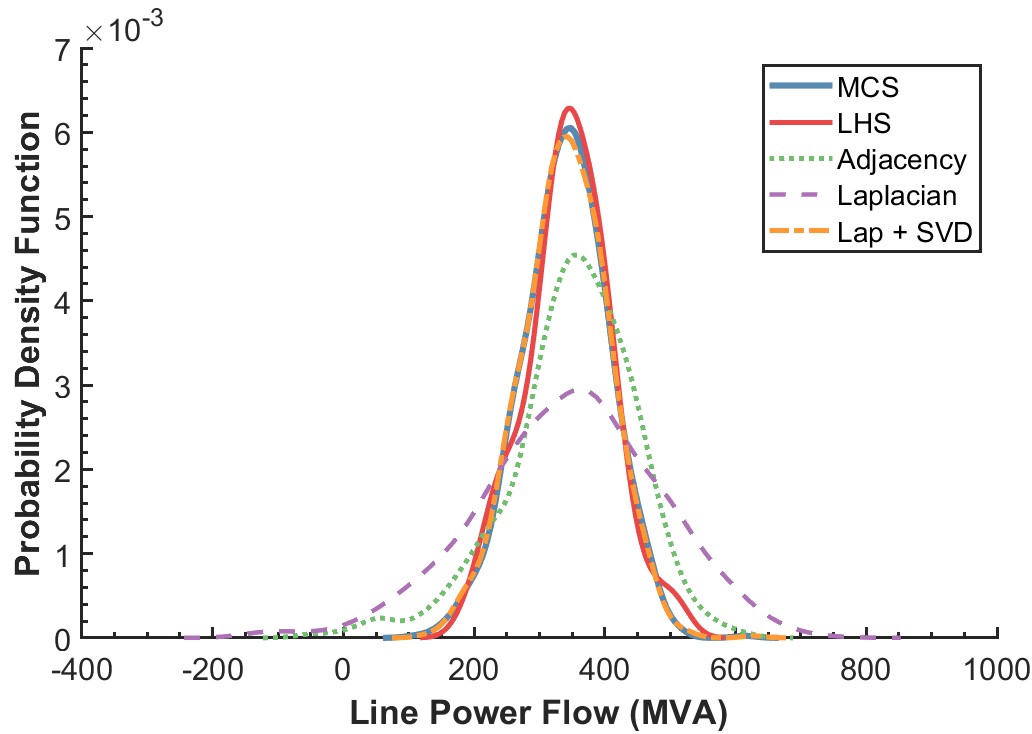 ×10-3
7
6
5
4
3
2
1
0
Probability Density Function
-400 -200 0 200 400 600 800 1000
Line Power Flow (MVA)
MCS
LHS
Adjacency
Laplacian
Lap + SVD